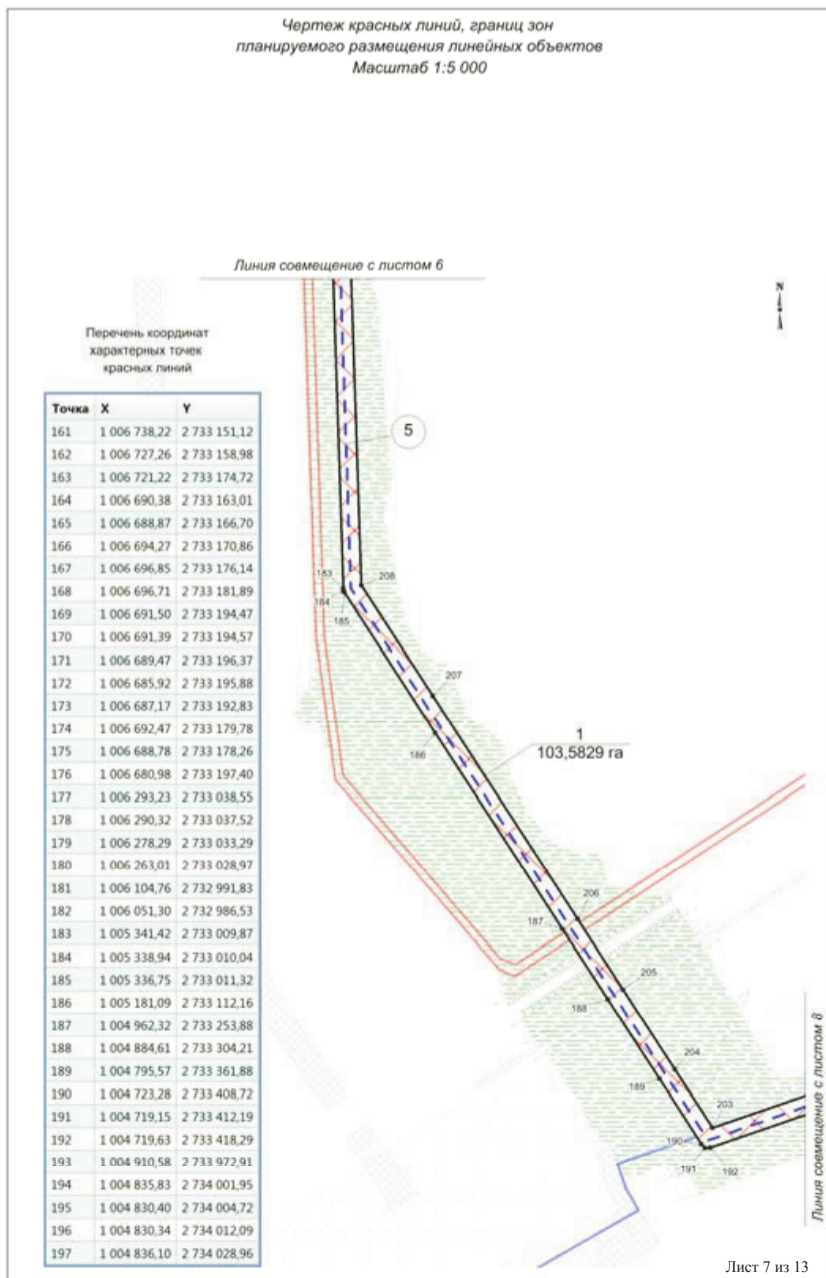 Чертеж красных линий, границ зон
планируемого размещения линейных объектов
Масштаб 1:5 000
Линия совмещение с листом 6
N
Перечень координат
характерных точек
красных линий
Точка X Y
161 1 006 738,22 2 733 151,12
162 1 006 727,26 2 733 158,98
163 1 006 721,22 2 733 174,72
164 1 006 690,38 2 733 163,01
165 1 006 688,87 2 733 166,70
166 1 006 694,27 2 733 170,86
167 1 006 696,85 2 733 176,14
168 1 006 696,71 2 733 181,89
169 1 006 691,50 2 733 194,47
170 1 006 691,39 2 733 194,57
171 1 006 689,47 2 733 196,37
172 1 006 685,92 2 733 195,88
173 1 006 687,17 2 733 192,83
174 1 006 692,47 2 733 179,78
175 1 006 688,78 2 733 178,26
176 1 006 680,98 2 733 197,40
177 1 006 293,23 2 733 038,55
178 1 006 290,32 2 733 037,52
179 1 006 278,29 2 733 033,29
180 1 006 263,01 2 733 028,97
181 1 006 104,76 2 732 991,83
182 1 006 051,30 2 732 986,53
183 1 005 341,42 2 733 009,87
184 1 005 338,94 2 733 010,04
185 1 005 336,75 2 733 011,32
186 1 005 181,09 2 733 112,16
187 1 004 962,32 2 733 253,88
188 1 004 884,61 2 733 304,21
189 1 004 795,57 2 733 361,88
190 1 004 723,28 2 733 408,72
191 1 004 719,15 2 733 412,19
192 1 004 719,63 2 733 418,29
193 1 004 910,58 2 733 972,91
194 1 004 835,83 2 734 001,95
195 1 004 830,40 2 734 004,72
196 1 004 830,34 2 734 012,09
197 1 004 836,10 2 734 028,96
5
183
208
184
185
207
186
1
103,5829 га
206
187
205
188
204
189
203
190
191
192
Линия совмещение с листом 8
Лист 7 из 13